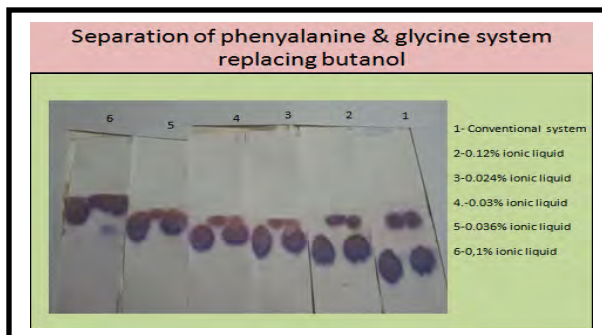 Separation of phenyalanine & glycine system
replacing butanol
6 5 4 3 2 1
1- Conventional system
2-0.12% ionic liquid
3-0.024% ionic liquid
4.-0.03% ionic liquid
5-0.036% ionic liquid
6-0,1% ionic liquid